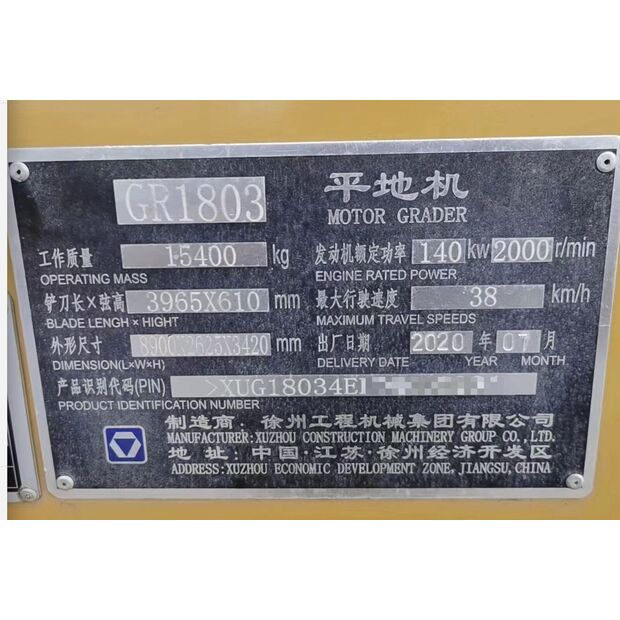 GR1803 平地机
MOTOR GRADER
工作质量 15400 kg 发动机额定功率 140 kw 2000 r/min
OPERATING MASS ENGINE RATED POWER
铲刀长×弦高 3965X610 mm 最大行驶速度 38 km/h
BLADE LENGH × HIGHT MAXIMUM TRAVEL SPEEDS
外形尺寸 8900X2625X3420 mm 出厂日期 2020 年 07 月
DIMENSION(L×W×H) DELIVERY DATE YEAR MONTH
产品识别代码(PIN) >XUG18034E
PRODUCT IDENTIFICATION NUMBER
制造商: 徐州工程机械集团有限公司
MANUFACTURER: XUZHOU CONSTRUCTION MACHINERY GROUP CO., LTD.
地 址: 中国·江苏·徐州经济开发区
ADDRESS: XUZHOU ECONOMIC DEVELOPMENT ZONE, JIANGSU, CHINA